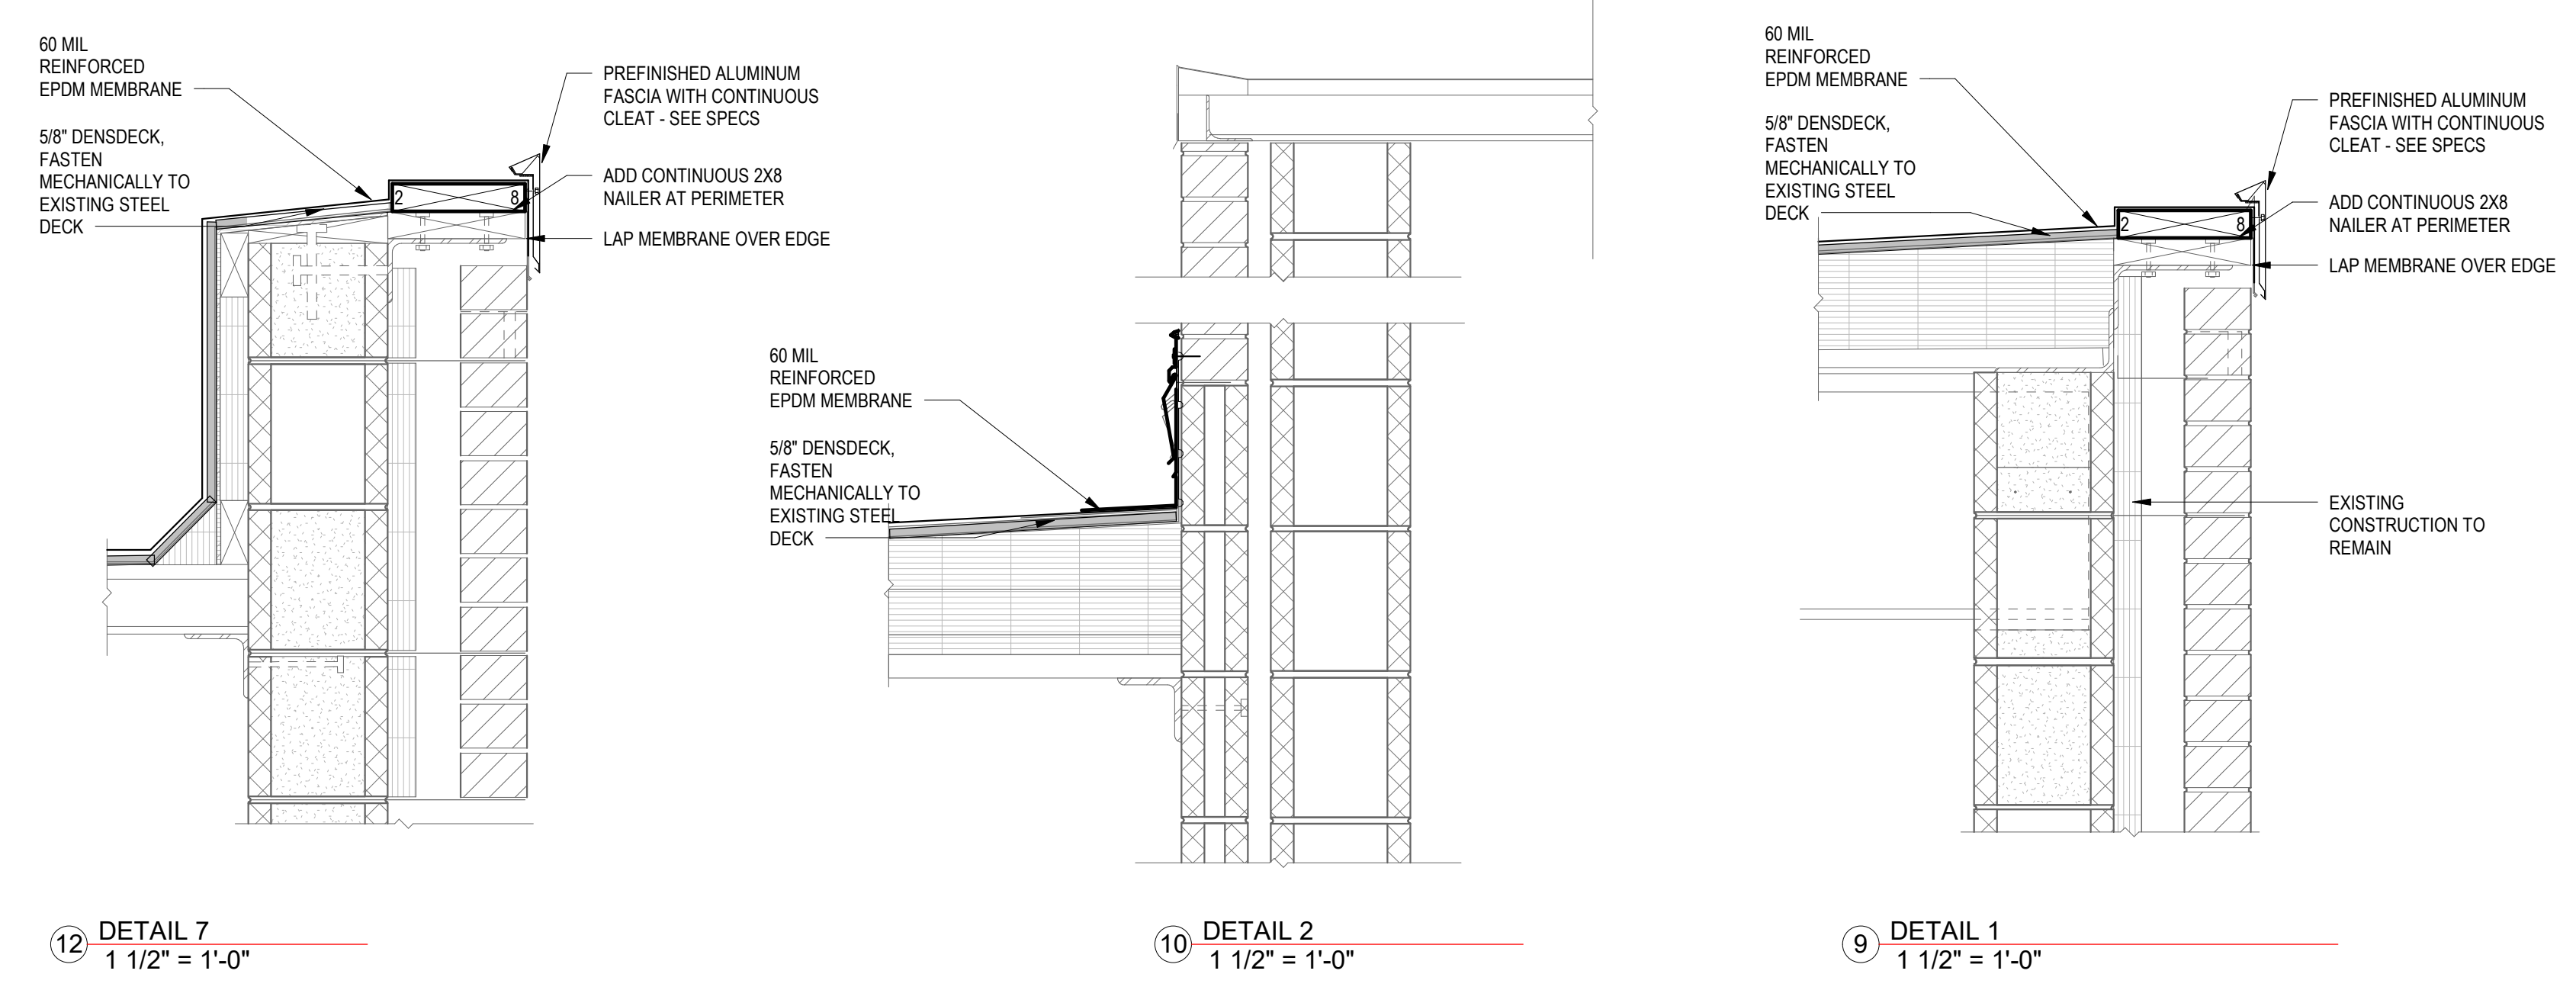 60 MIL
REINFORCED
EPDM MEMBRANE
5/8" DENSDECK,
FASTEN
MECHANICALLY TO
EXISTING STEEL
DECK
PREFINISHED ALUMINUM
FASCIA WITH CONTINUOUS
CLEAT - SEE SPECS
ADD CONTINUOUS 2X8
NAILER AT PERIMETER
LAP MEMBRANE OVER EDGE
2 8
12 DETAIL 7
1 1/2" = 1'-0"
60 MIL
REINFORCED
EPDM MEMBRANE
5/8" DENSDECK,
FASTEN
MECHANICALLY TO
EXISTING STEEL
DECK
10 DETAIL 2
1 1/2" = 1'-0"
60 MIL
REINFORCED
EPDM MEMBRANE
5/8" DENSDECK,
FASTEN
MECHANICALLY TO
EXISTING STEEL
DECK
PREFINISHED ALUMINUM
FASCIA WITH CONTINUOUS
CLEAT - SEE SPECS
ADD CONTINUOUS 2X8
NAILER AT PERIMETER
LAP MEMBRANE OVER EDGE
2 8
EXISTING
CONSTRUCTION TO
REMAIN
9 DETAIL 1
1 1/2" = 1'-0"